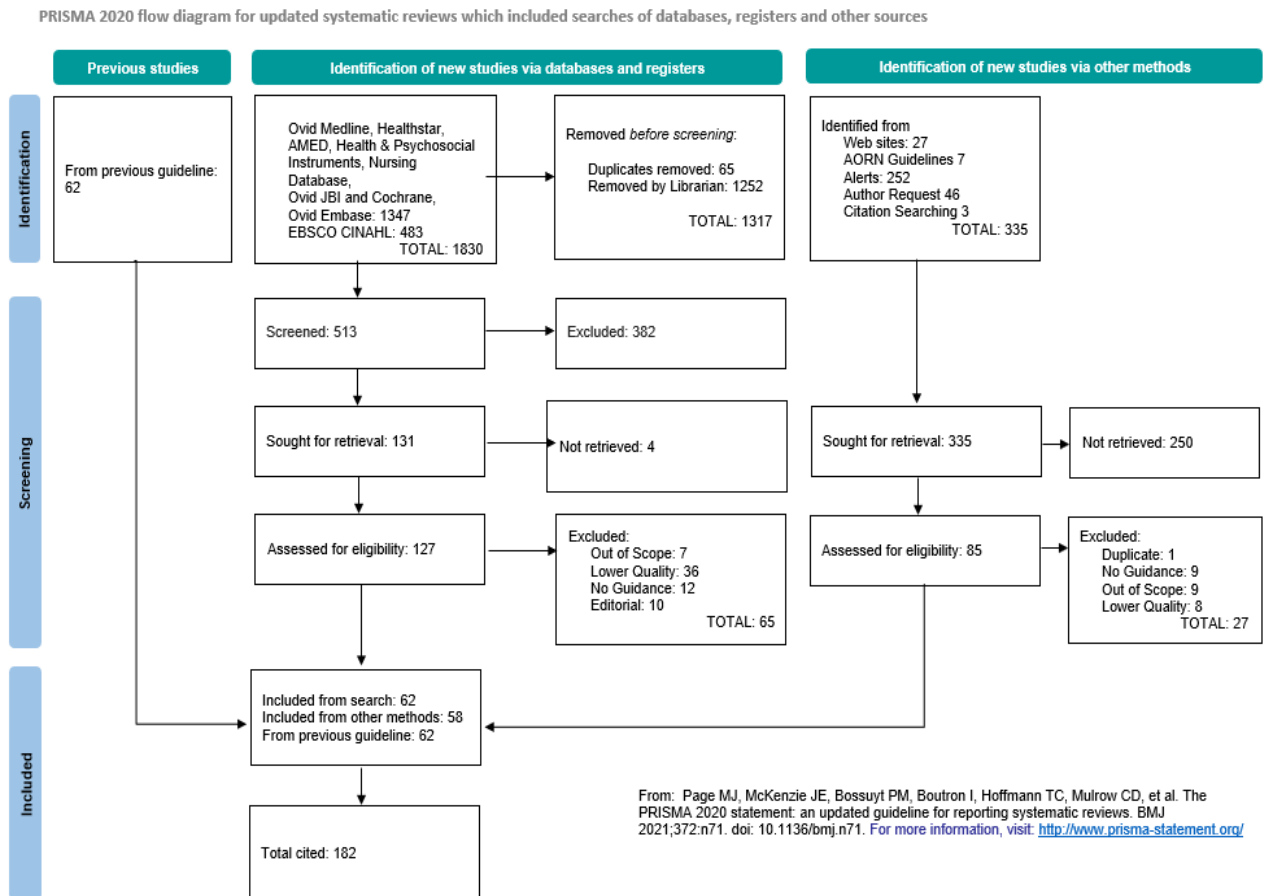 PRISMA 2020 flow diagram for updated systematic reviews which included searches of databases, registers and other sources
Previous studies
Identification of new studies via databases and registers
Identification of new studies via other methods
Identification
From previous guideline:
62
Ovid Medline, Healthstar,
AMED, Health & Psychosocial
Instruments, Nursing
Database,
Ovid JBI and Cochrane,
Ovid Embase: 1347
EBSCO CINAHL: 483
TOTAL: 1830
Removed before screening:
Duplicates removed: 65
Removed by Librarian: 1252
TOTAL: 1317
Identified from
Web sites: 27
AORN Guidelines 7
Alerts: 252
Author Request 46
Citation Searching 3
TOTAL: 335
Screening
Screened: 513
Excluded: 382
Sought for retrieval: 131
Not retrieved: 4
Sought for retrieval: 335
Not retrieved: 250
Assessed for eligibility: 127
Excluded:
Out of Scope: 7
Lower Quality: 36
No Guidance: 12
Editorial: 10
TOTAL: 65
Assessed for eligibility: 85
Excluded:
Duplicate: 1
No Guidance: 9
Out of Scope: 9
Lower Quality: 8
TOTAL: 27
Included
Included from search: 62
Included from other methods: 58
From previous guideline: 62
Total cited: 182
From: Page MJ, McKenzie JE, Bossuyt PM, Boutron I, Hoffmann TC, Mulrow CD, et al. The
PRISMA 2020 statement: an updated guideline for reporting systematic reviews. BMJ
2021;372:n71. doi: 10.1136/bmj.n71. For more information, visit: http://www.prisma-statement.org/